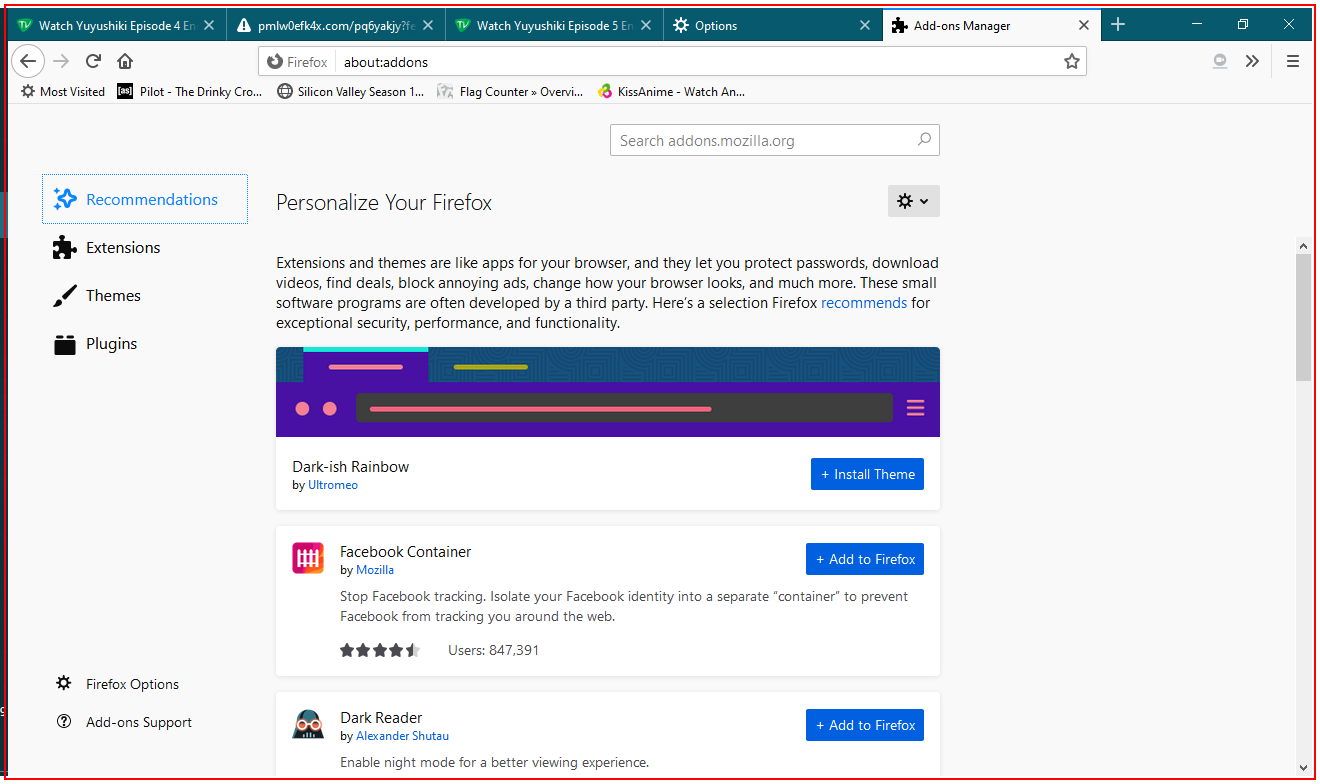 Watch Yuyushiki Episode 4 En
pmlw0efk4x.com/pq6yakjy?fe
Watch Yuyushiki Episode 5 En
Options
Add-ons Manager
Firefox
about:addons
Most Visited
[as]
Pilot - The Drinky Cro...
Silicon Valley Season 1...
Flag Counter » Overvi...
KissAnime - Watch An...
Search addons.mozilla.org
Recommendations
Extensions
Themes
Plugins
Personalize Your Firefox
Extensions and themes are like apps for your browser, and they let you protect passwords, download
videos, find deals, block annoying ads, change how your browser looks, and much more. These small
software programs are often developed by a third party. Here's a selection Firefox recommends for
exceptional security, performance, and functionality.
Dark-ish Rainbow
by Ultromeo
+ Install Theme
Facebook Container
by Mozilla
+ Add to Firefox
Stop Facebook tracking. Isolate your Facebook identity into a separate “container” to prevent
Facebook from tracking you around the web.
Users: 847,391
Dark Reader
by Alexander Shutau
+ Add to Firefox
Enable night mode for a better viewing experience.
Firefox Options
Add-ons Support